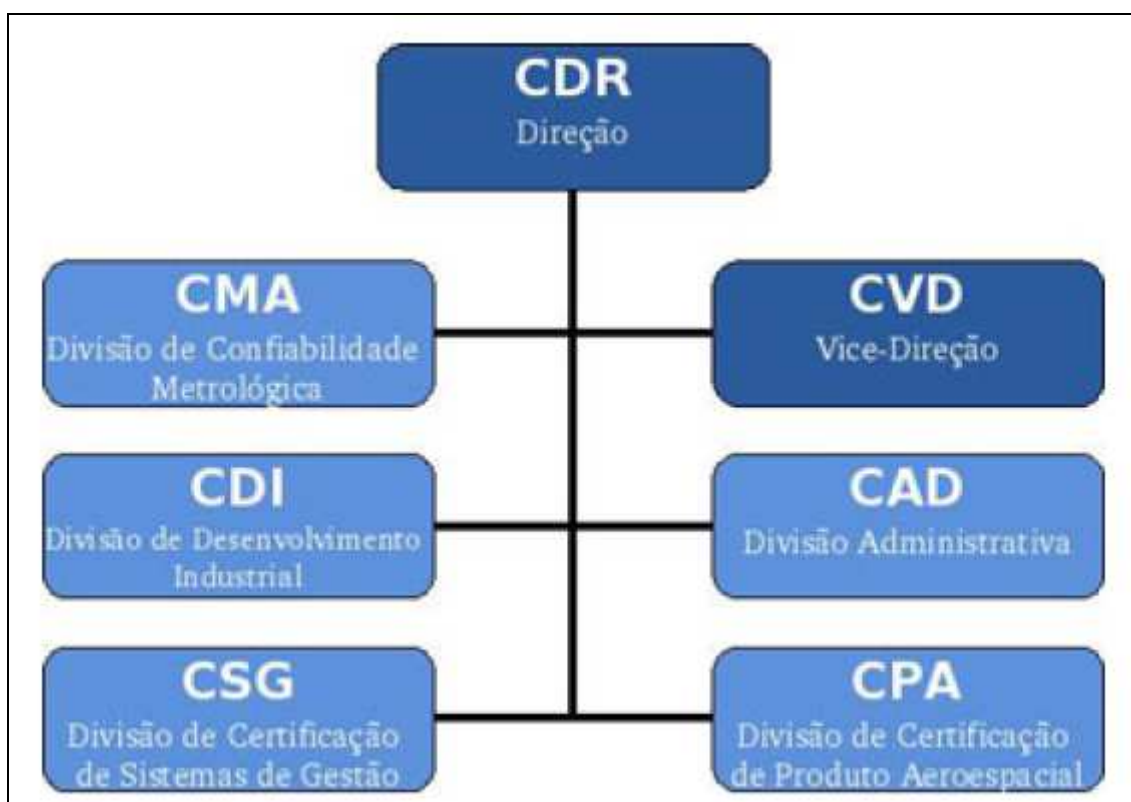 CDR
Direção
CMA
Divisão de Confiabilidade
Metrológica
CVD
Vice-Direção
CDI
Divisão de Desenvolvimento
Industrial
CAD
Divisão Administrativa
CSG
Divisão de Certificação
de Sistemas de Gestão
CPA
Divisão de Certificação
de Produto Aeroespacial